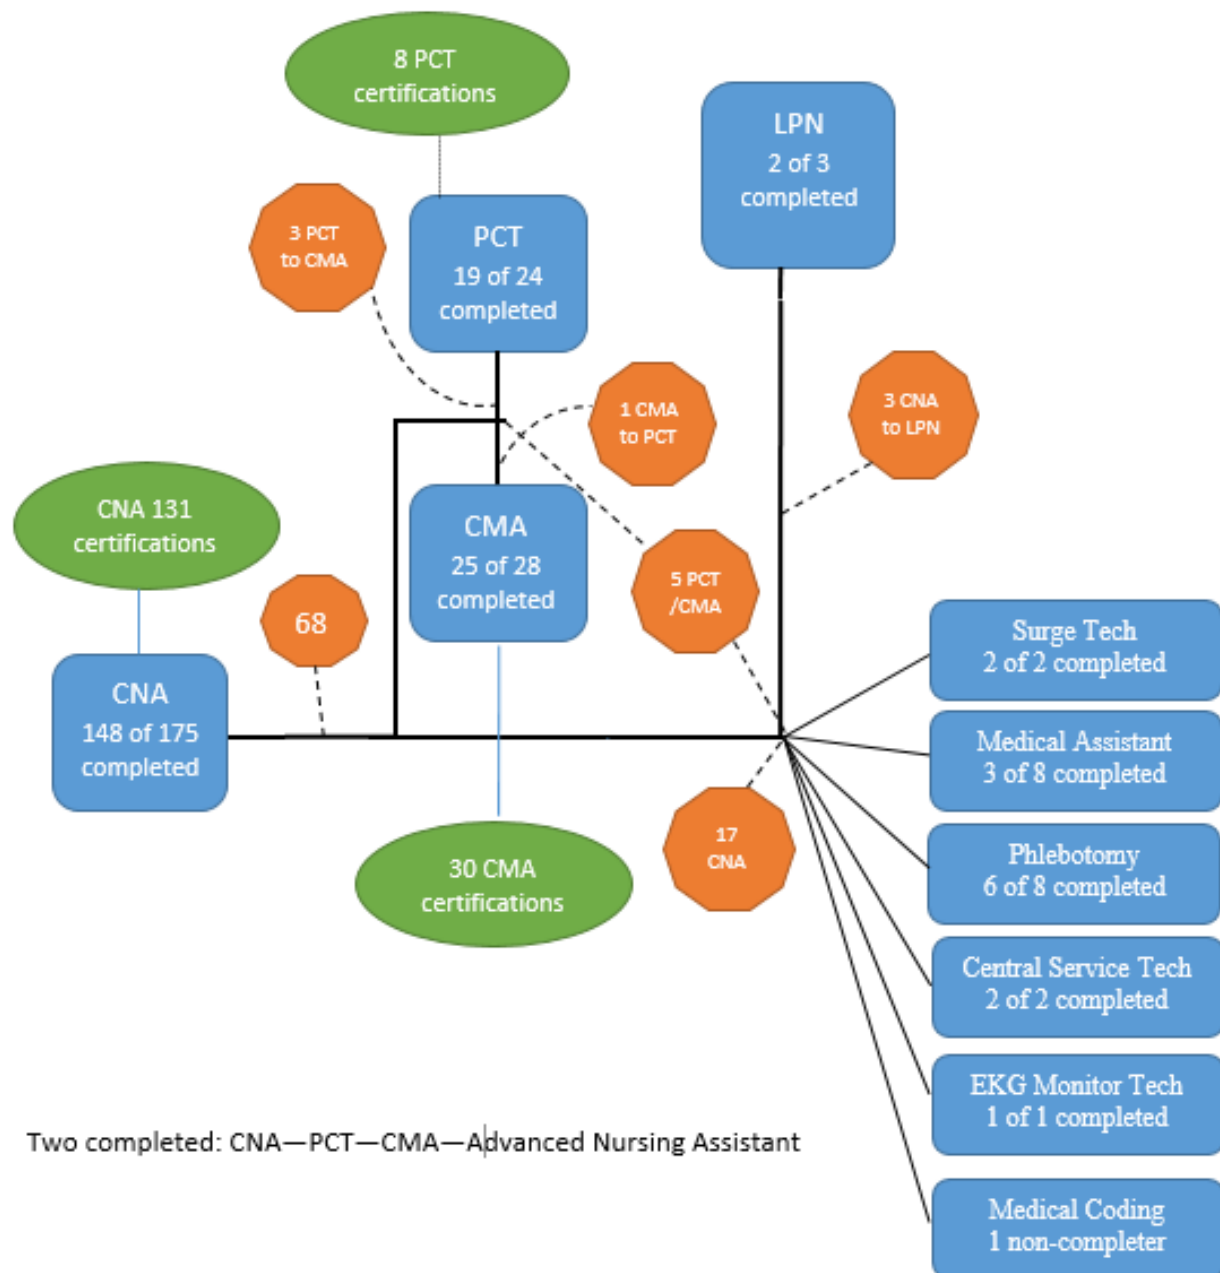 8 PCT
certifications
LPN
2 of 3
completed
3 PCT
to CMA
PCT
19 of 24
completed
1 CMA
to PCT
3 CNA
to LPN
CNA 131
certifications
CMA
25 of 28
completed
5 PCT
/CMA
68
Surge Tech
2 of 2 completed
CNA
148 of 175
completed
Medical Assistant
3 of 8 completed
17
CNA
Phlebotomy
6 of 8 completed
30 CMA
certifications
Central Service Tech
2 of 2 completed
EKG Monitor Tech
1 of 1 completed
Two completed: CNA—PCT—CMA—Advanced Nursing Assistant
Medical Coding
1 non-completer